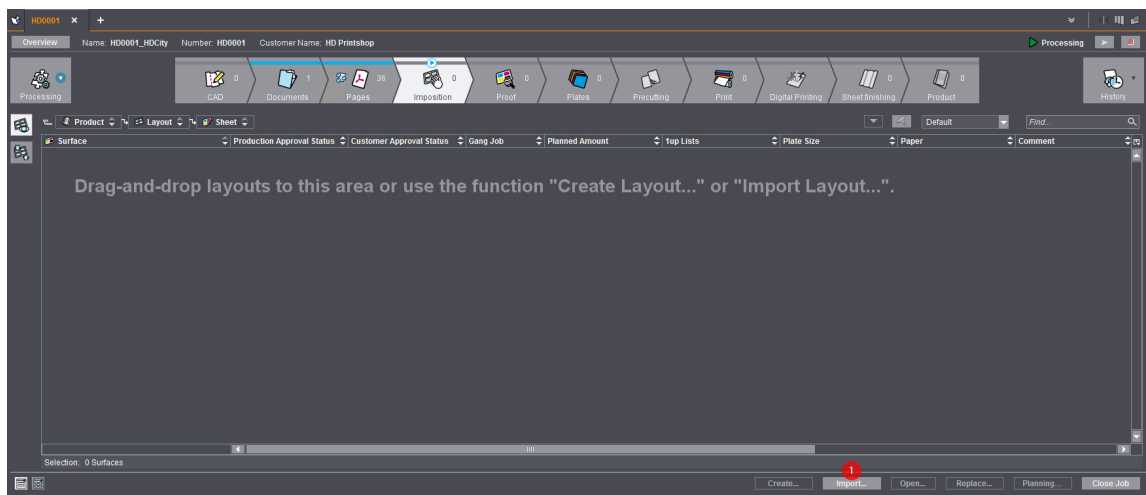 HD0001 × +
Overview Name: HD0001_HDCity Number: HD0001 Customer Name: HD Printshop Processing
0 1 36 0 0 0 0 0 0
Processing CAD Documents Pages Imposition Proof Plates Precutting Print Digital Printing Sheet finishing Product History
Product Layout Sheet Default Find...
Surface Production Approval Status Customer Approval Status Gang Job Planned Amount 1up Lists Plate Size Paper Comment
Drag-and-drop layouts to this area or use the function "Create Layout..." or "Import Layout...".
Selection: 0 Surfaces
1
Create... Import... Open... Replace... Planning... Close Job